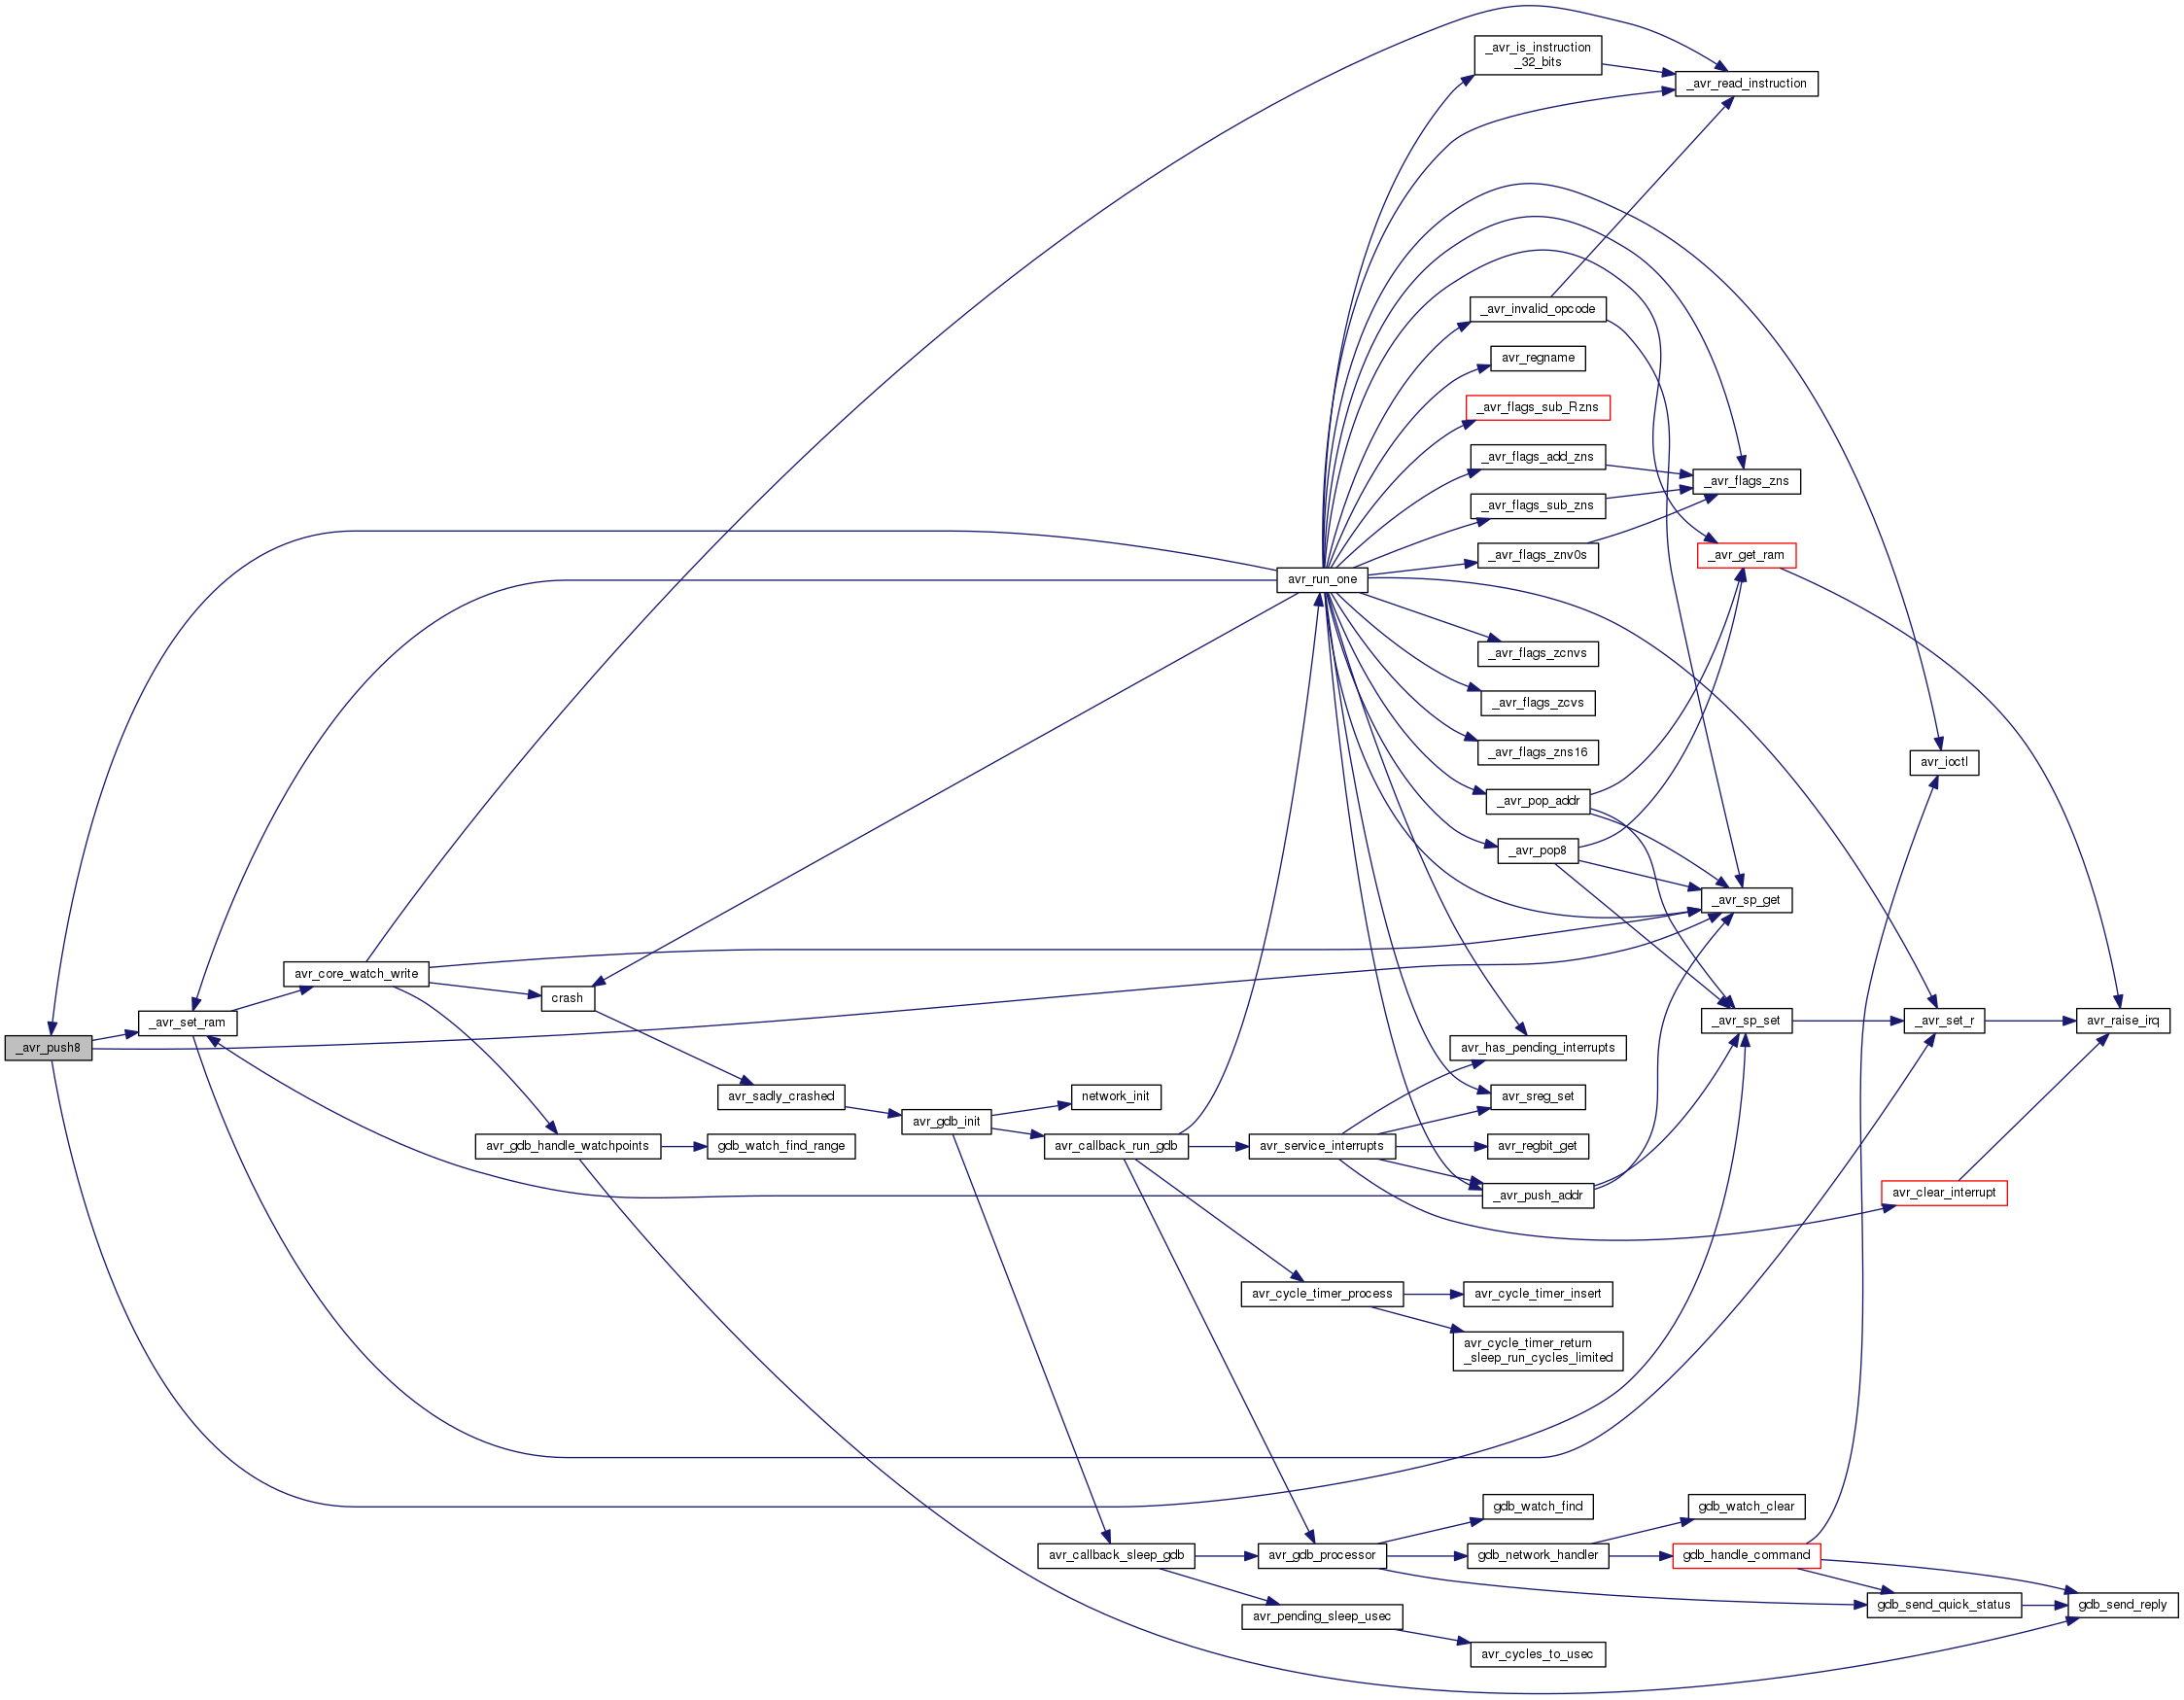 _avr_is_instruction
_32_bits
_avr_read_instruction
_avr_invalid_opcode
avr_regname
_avr_flags_sub_Rzns
_avr_flags_add_zns
_avr_flags_zns
_avr_flags_sub_zns
_avr_flags_znv0s
_avr_get_ram
avr_run_one
_avr_flags_zcnvs
_avr_flags_zcvs
_avr_flags_zns16
avr_ioctl
_avr_pop_addr
_avr_pop8
_avr_sp_get
avr_core_watch_write
crash
_avr_set_ram
_avr_sp_set
_avr_set_r
avr_raise_irq
_avr_push8
avr_has_pending_interrupts
avr_sadly_crashed
network_init
avr_sreg_set
avr_gdb_init
avr_gdb_handle_watchpoints
gdb_watch_find_range
avr_callback_run_gdb
avr_service_interrupts
avr_regbit_get
_avr_push_addr
avr_clear_interrupt
avr_cycle_timer_process
avr_cycle_timer_insert
avr_cycle_timer_return
_sleep_run_cycles_limited
gdb_watch_find
gdb_watch_clear
avr_callback_sleep_gdb
avr_gdb_processor
gdb_network_handler
gdb_handle_command
gdb_send_quick_status
gdb_send_reply
avr_pending_sleep_usec
avr_cycles_to_usec